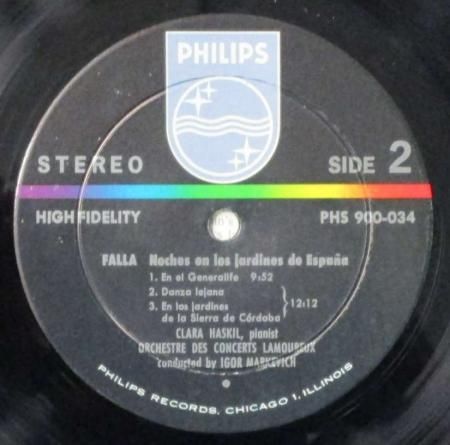 PHILIPS
STEREO
SIDE 2
HIGH FIDELITY
PHS 900-034
FALLA Noches en los jardines de España
1. En el Generalife 9:52
2. Danza lejana
3. En los jardines
de la Sierra de Córdoba
12:12
CLARA HASKIL, pianist
ORCHESTRE DES CONCERTS LAMOUREUX
conducted by IGOR MARKEVICH
PHILIPS RECORDS, CHICAGO 1, ILLINOIS